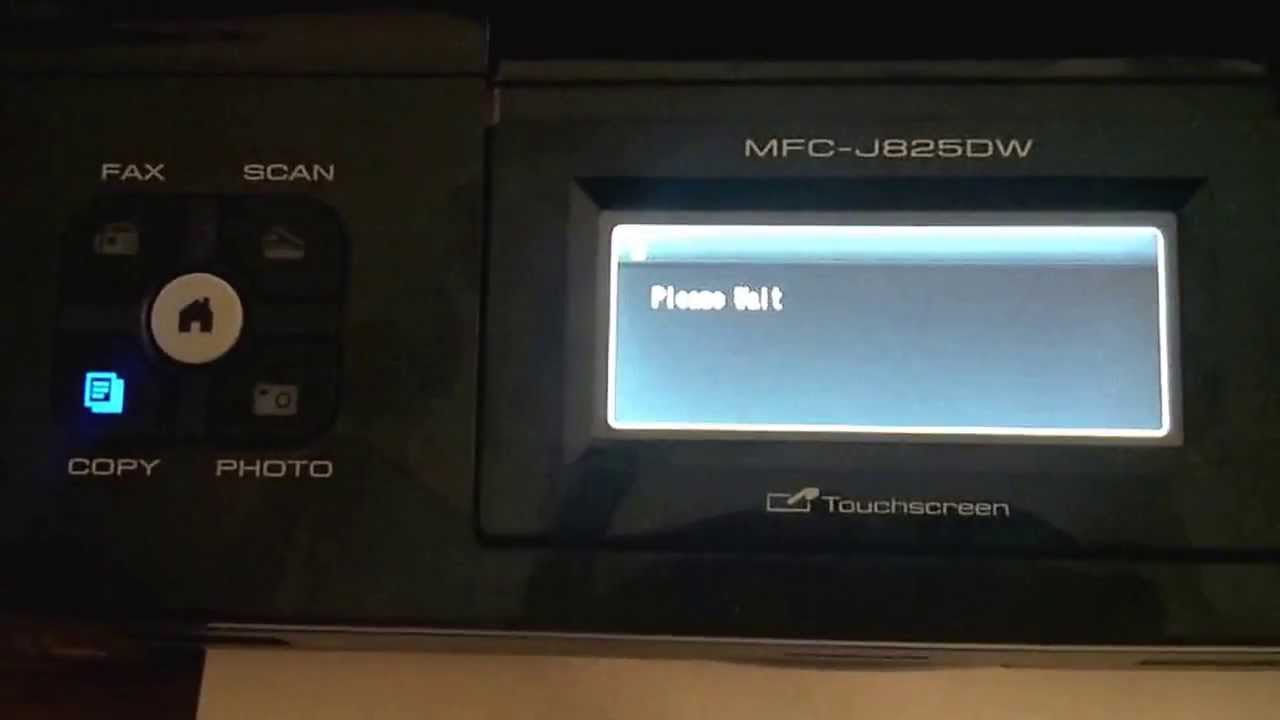 FAX SCAN
COPY PHOTO
MFC-J825DW
Please Wait
Touchscreen